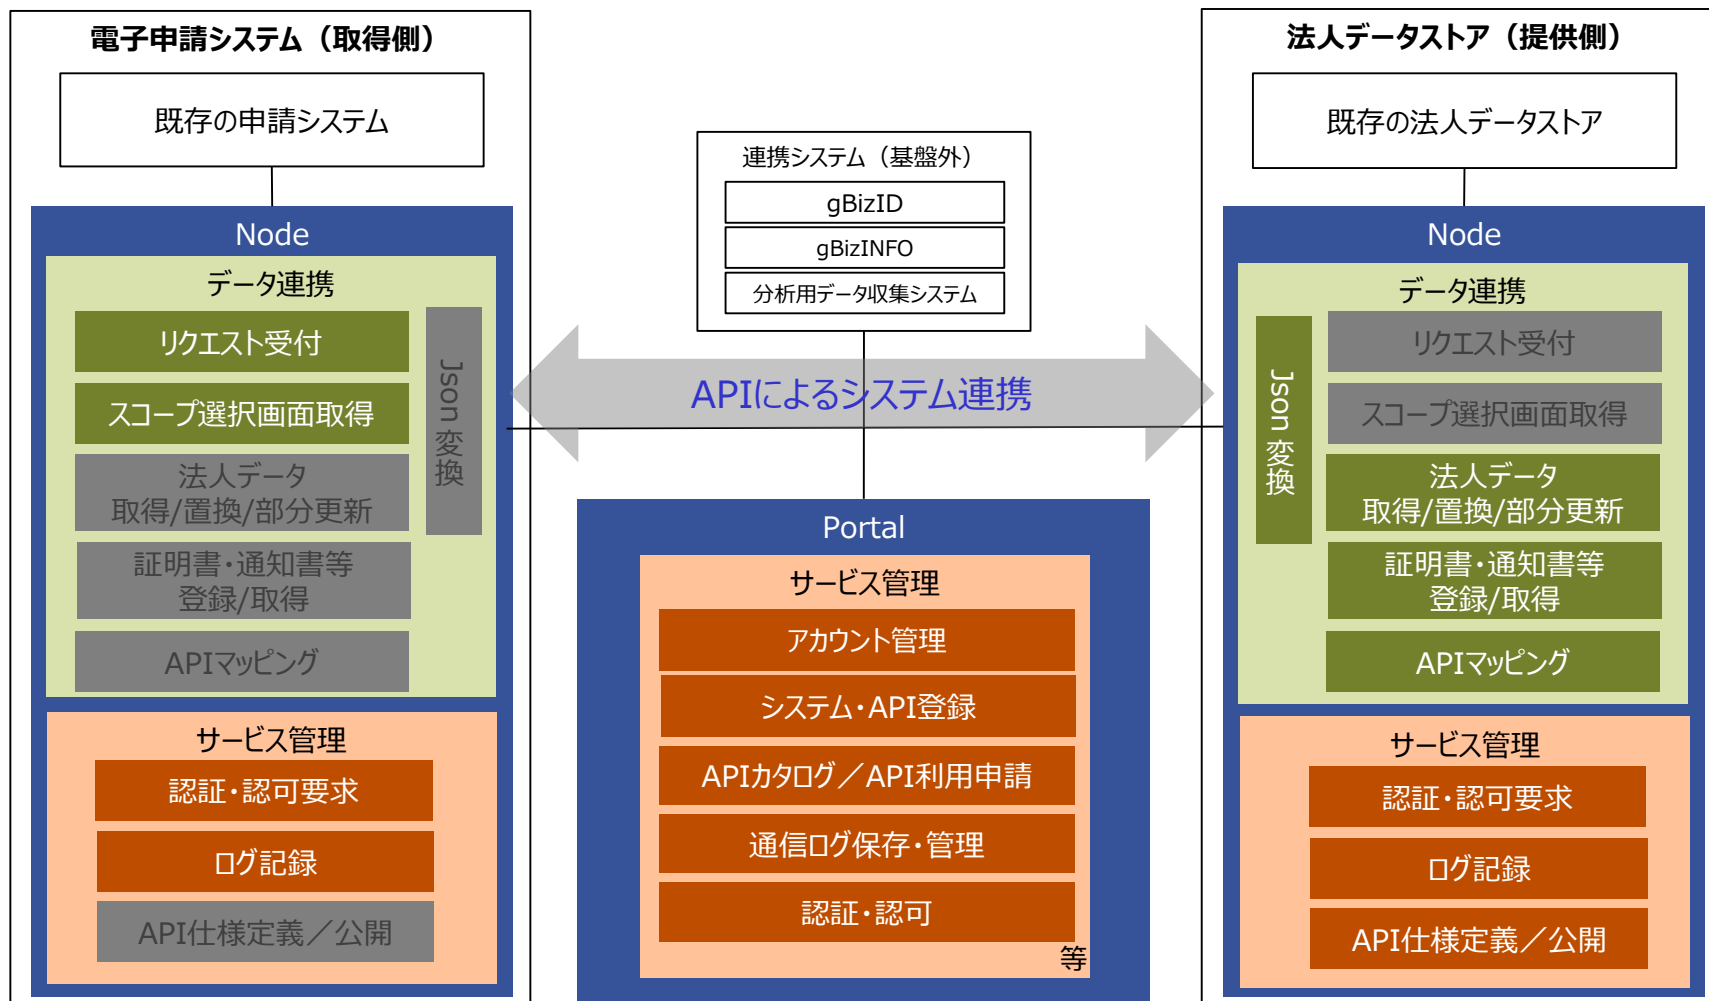 電子申請システム（取得側）
既存の申請システム
Node
データ連携
リクエスト受付
スコープ選択画面取得
法人データ
取得/置換/部分更新
証明書・通知書等
登録/取得
APIマッピング
Json変換
サービス管理
認証・認可要求
ログ記録
API仕様定義／公開
連携システム（基盤外）
gBizID
gBizINFO
分析用データ収集システム
APIによるシステム連携
Portal
サービス管理
アカウント管理
システム・API登録
APIカタログ／API利用申請
通信ログ保存・管理
認証・認可
等
法人データストア（提供側）
既存の法人データストア
Node
データ連携
Json変換
リクエスト受付
スコープ選択画面取得
法人データ
取得/置換/部分更新
証明書・通知書等
登録/取得
APIマッピング
サービス管理
認証・認可要求
ログ記録
API仕様定義／公開